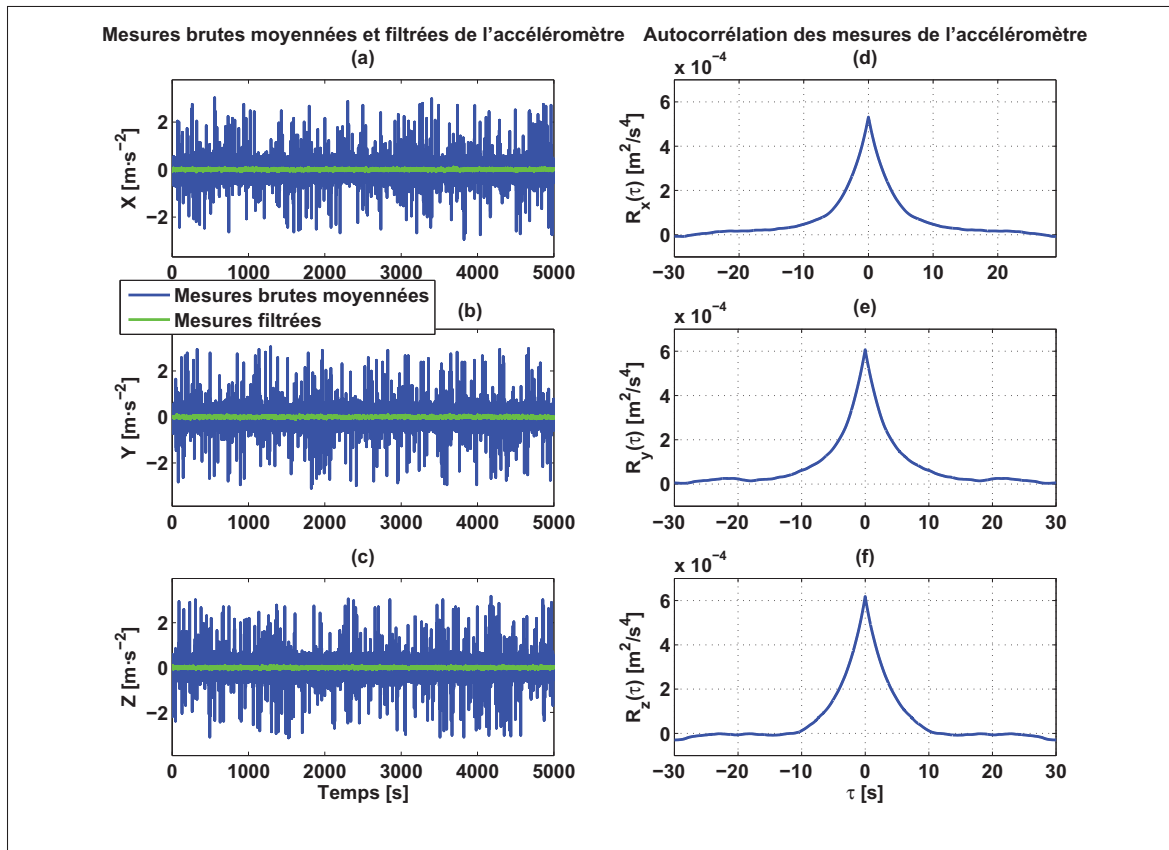 Mesures brutes moyennées et filtrées de l'accéléromètre
(a)
X [m·s⁻²]
2
0
−2
0 1000 2000 3000 4000 5000
Mesures brutes moyennées
Mesures filtrées
(b)
Y [m·s⁻²]
2
0
−2
0 1000 2000 3000 4000 5000
(c)
Z [m·s⁻²]
2
0
−2
0 1000 2000 3000 4000 5000
Temps [s]
Autocorrélation des mesures de l'accéléromètre
(d)
x 10⁻⁴
R_x(τ) [m²/s⁴]
6
4
2
0
−30 −20 −10 0 10 20
(e)
x 10⁻⁴
R_y(τ) [m²/s⁴]
6
4
2
0
−30 −20 −10 0 10 20 30
(f)
x 10⁻⁴
R_z(τ) [m²/s⁴]
6
4
2
0
−30 −20 −10 0 10 20 30
τ [s]